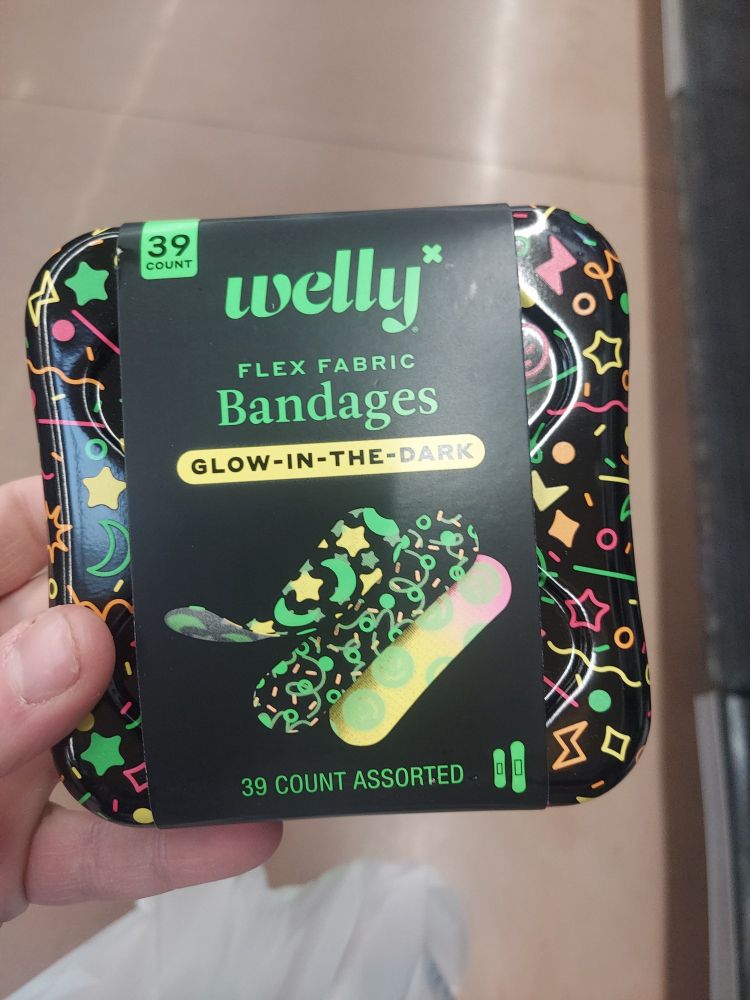 39
COUNT
welly
FLEX FABRIC
Bandages
GLOW-IN-THE-DARK
39 COUNT ASSORTED